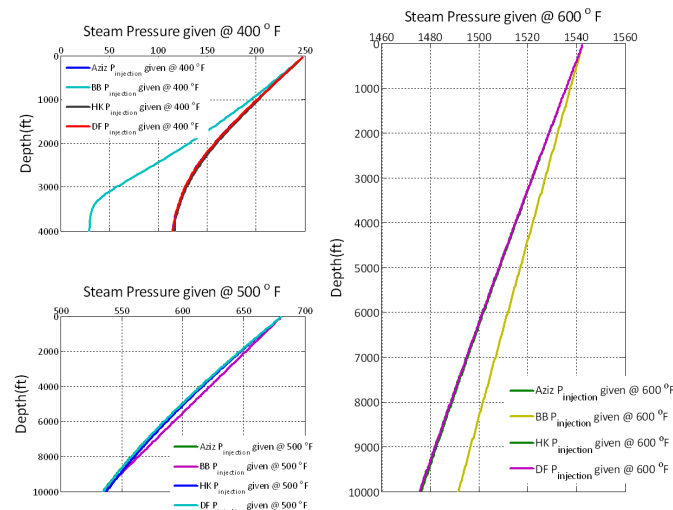 Steam Pressure given @ 400 ° F
0 50 100 150 200 250
1000
2000
3000
4000
Depth(ft)
Aziz P injection given @ 400 °F
BB P injection given @ 400 °F
HK P injection given @ 400 °F
DF P injection given @ 400 °F
Steam Pressure given @ 500 ° F
500 550 600 650 700
0
2000
4000
6000
8000
10000
Depth(ft)
Aziz P injection given @ 500 °F
BB P injection given @ 500 °F
HK P injection given @ 500 °F
DF P injection given @ 500 °F
Steam Pressure given @ 600 ° F
1460 1480 1500 1520 1540 1560
0
1000
2000
3000
4000
5000
6000
7000
8000
9000
10000
Depth(ft)
Aziz P injection given @ 600 °F
BB P injection given @ 600 °F
HK P injection given @ 600 °F
DF P injection given @ 600 °F